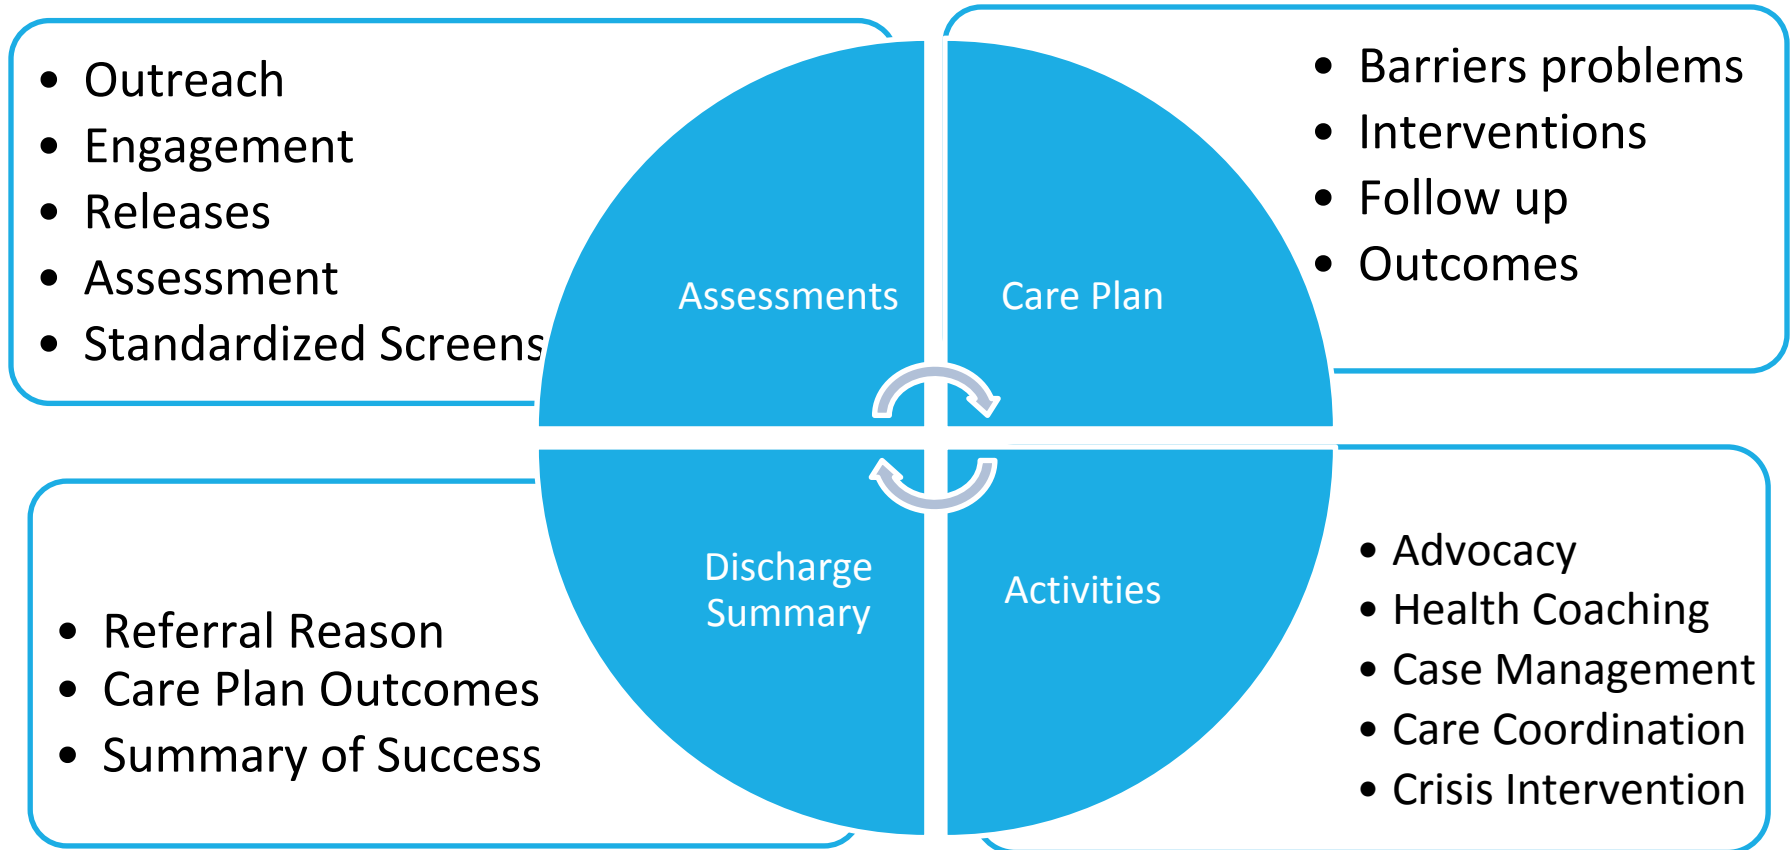 • Outreach
• Engagement
• Releases
• Assessment
• Standardized Screens
Assessments
• Barriers problems
• Interventions
• Follow up
• Outcomes
Care Plan
Discharge
Summary
• Referral Reason
• Care Plan Outcomes
• Summary of Success
Activities
• Advocacy
• Health Coaching
• Case Management
• Care Coordination
• Crisis Intervention